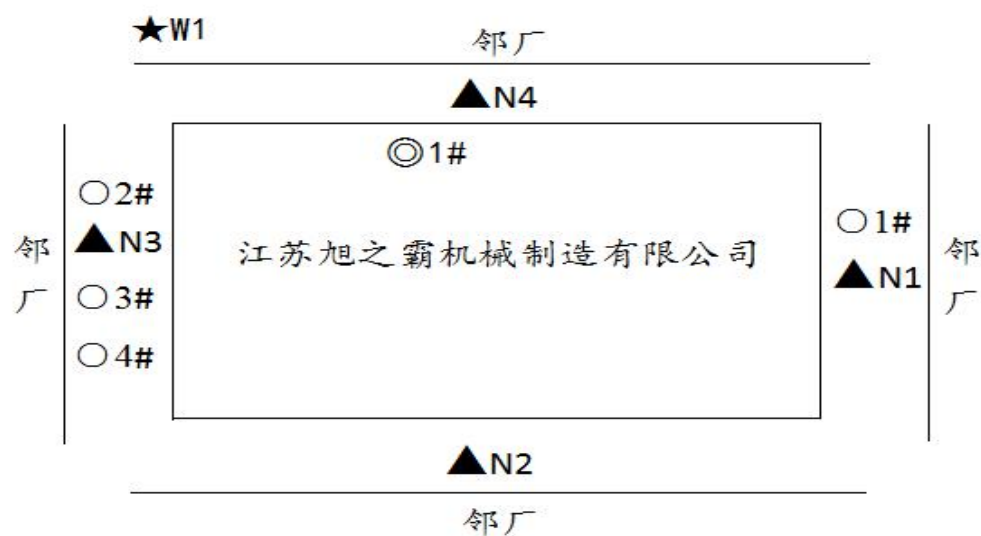 ★W1
邻厂
▲N4
◎1#
○2#
○1#
▲N3
江苏旭之霸机械制造有限公司
邻厂
邻厂
▲N1
○3#
○4#
▲N2
邻厂